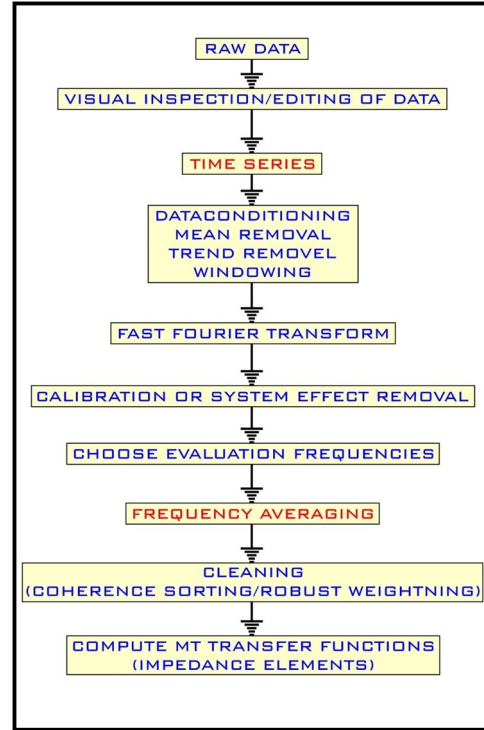 RAW DATA
VISUAL INSPECTION/EDITING OF DATA
TIME SERIES
DATACONDITIONING
MEAN REMOVAL
TREND REMOVEL
WINDOWING
FAST FOURIER TRANSFORM
CALIBRATION OR SYSTEM EFFECT REMOVAL
CHOOSE EVALUATION FREQUENCIES
FREQUENCY AVERAGING
CLEANING
(COHERENCE SORTING/ROBUST WEIGHTNING)
COMPUTE MT TRANSFER FUNCTIONS
(IMPEDANCE ELEMENTS)